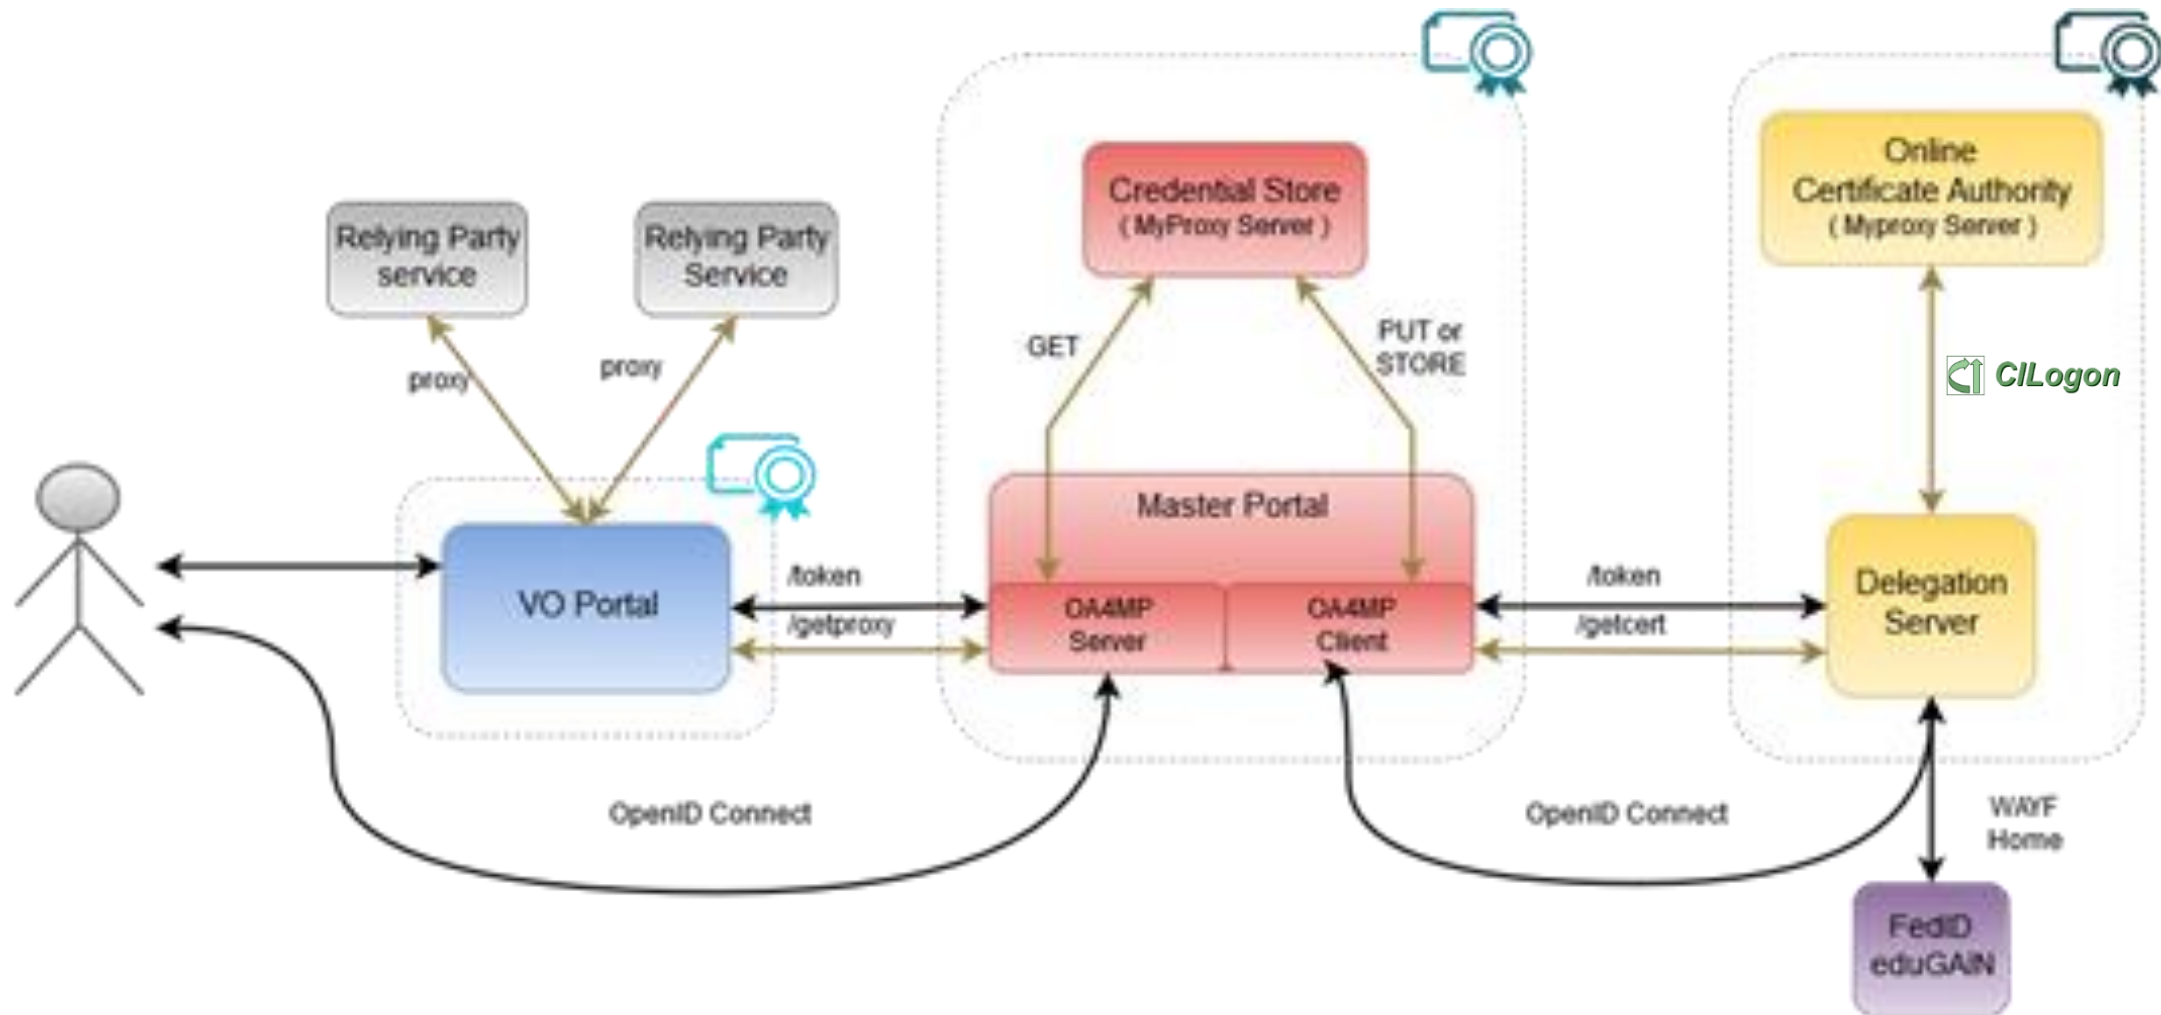 Online
Certificate Authority
( Myproxy Server )
Credential Store
( MyProxy Server )
Relying Party
service
Relying Party
Service
GET
PUT or
STORE
proxy
proxy
CILogon
Master Portal
VO Portal
/token
/getproxy
OA4MP
Server
OA4MP
Client
/token
/getcert
Delegation
Server
OpenID Connect
OpenID Connect
WAYF
Home
FedID
eduGAIN